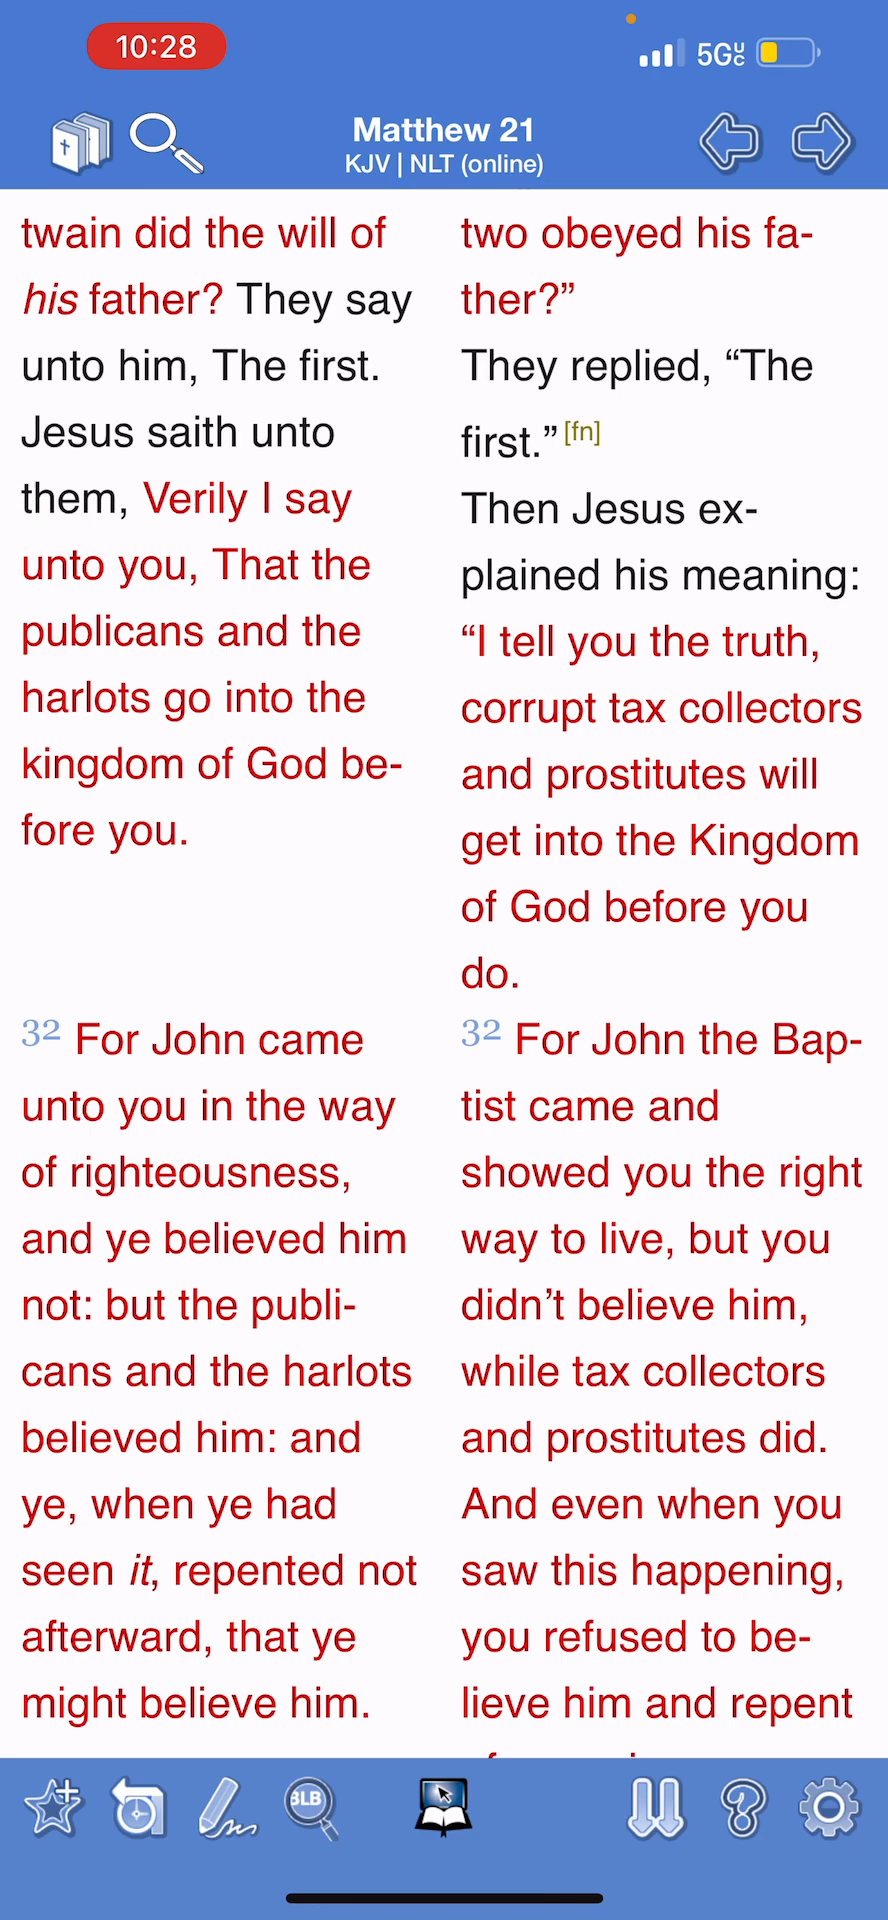 10:28
5G UC
Matthew 21
KJV | NLT (online)
twain did the will of
his father? They say
unto him, The first.
Jesus saith unto
them, Verily I say
unto you, That the
publicans and the
harlots go into the
kingdom of God be-
fore you.
32 For John came
unto you in the way
of righteousness,
and ye believed him
not: but the publi-
cans and the harlots
believed him: and
ye, when ye had
seen it, repented not
afterward, that ye
might believe him.
two obeyed his fa-
ther?”
They replied, “The
first.” [fn]
Then Jesus ex-
plained his meaning:
“I tell you the truth,
corrupt tax collectors
and prostitutes will
get into the Kingdom
of God before you
do.
32 For John the Bap-
tist came and
showed you the right
way to live, but you
didn’t believe him,
while tax collectors
and prostitutes did.
And even when you
saw this happening,
you refused to be-
lieve him and repent
BLB